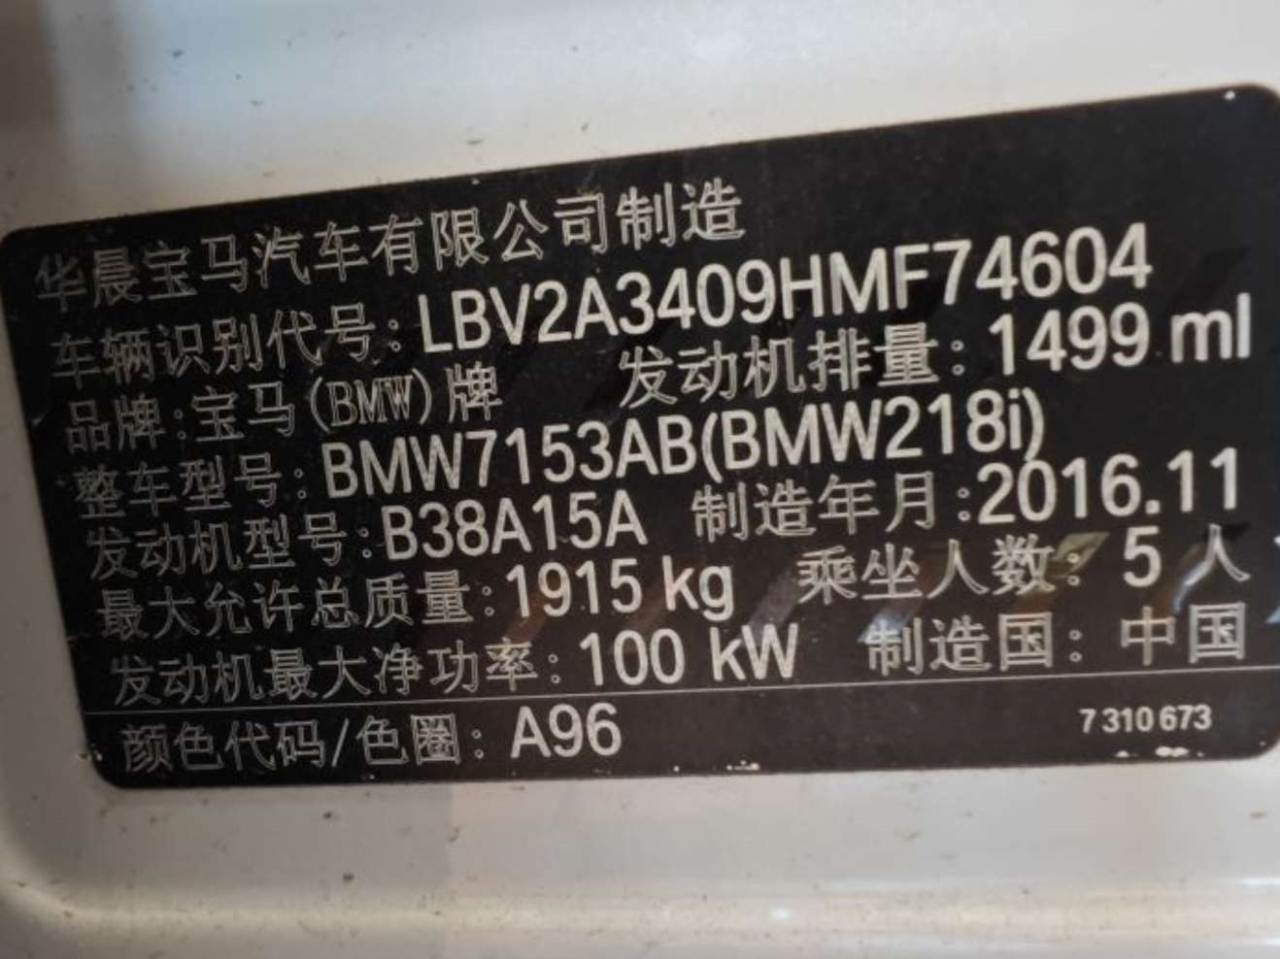 华晨宝马汽车有限公司制造
车辆识别代号:LBV2A3409HMF74604
品牌:宝马(BMW)牌 发动机排量:1499 ml
整车型号:BMW7153AB(BMW218i)
发动机型号:B38A15A 制造年月:2016.11
最大允许总质量:1915 kg 乘坐人数: 5 人
发动机最大净功率:100 kW 制造国: 中国
颜色代码/色圈: A96 7 310 673